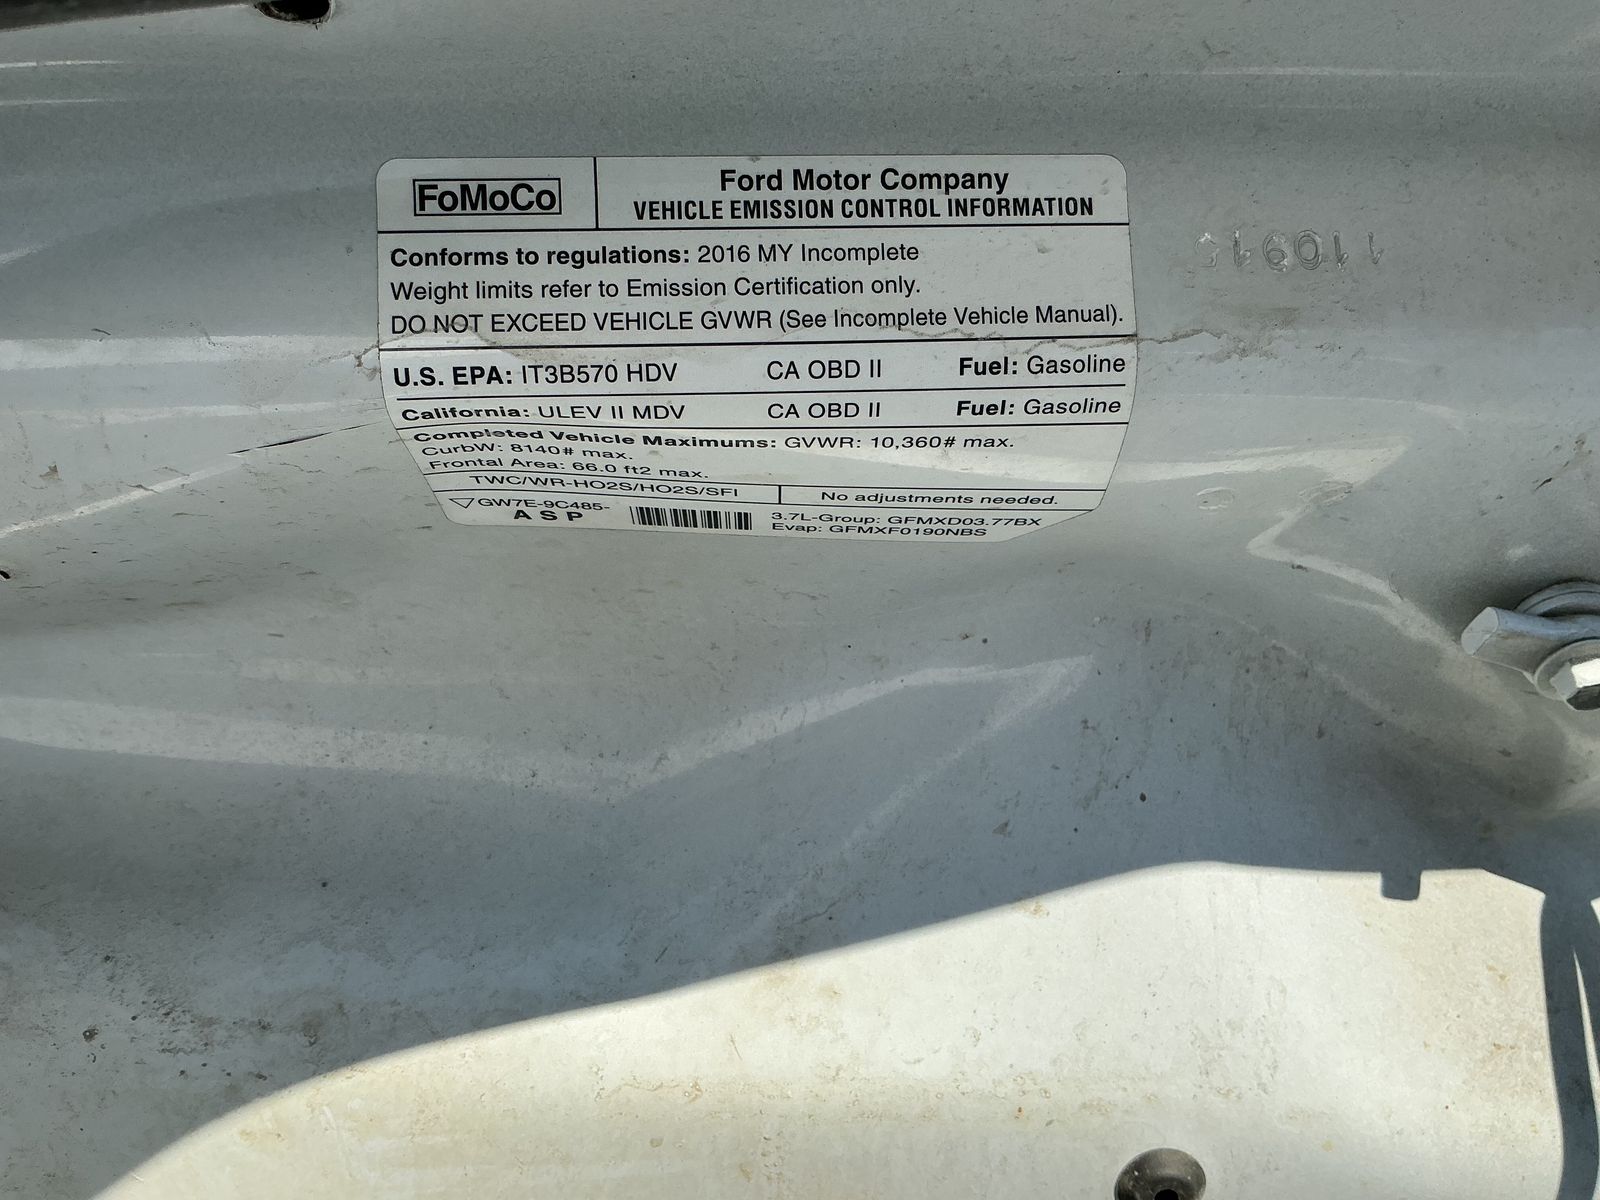 FoMoCo
Ford Motor Company
VEHICLE EMISSION CONTROL INFORMATION
Conforms to regulations: 2016 MY Incomplete
Weight limits refer to Emission Certification only.
DO NOT EXCEED VEHICLE GVWR (See Incomplete Vehicle Manual).
U.S. EPA: IT3B570 HDV CA OBD II Fuel: Gasoline
California: ULEV II MDV CA OBD II Fuel: Gasoline
Completed Vehicle Maximums: GVWR: 10,360# max.
CurbW: 8140# max.
Frontal Area: 66.0 ft2 max.
TWC/WR-HO2S/HO2S/SFI
No adjustments needed.
GW7E-9C485-
ASP
3.7L-Group: GFMXD03.77BX
Evap: GFMXF0190NBS